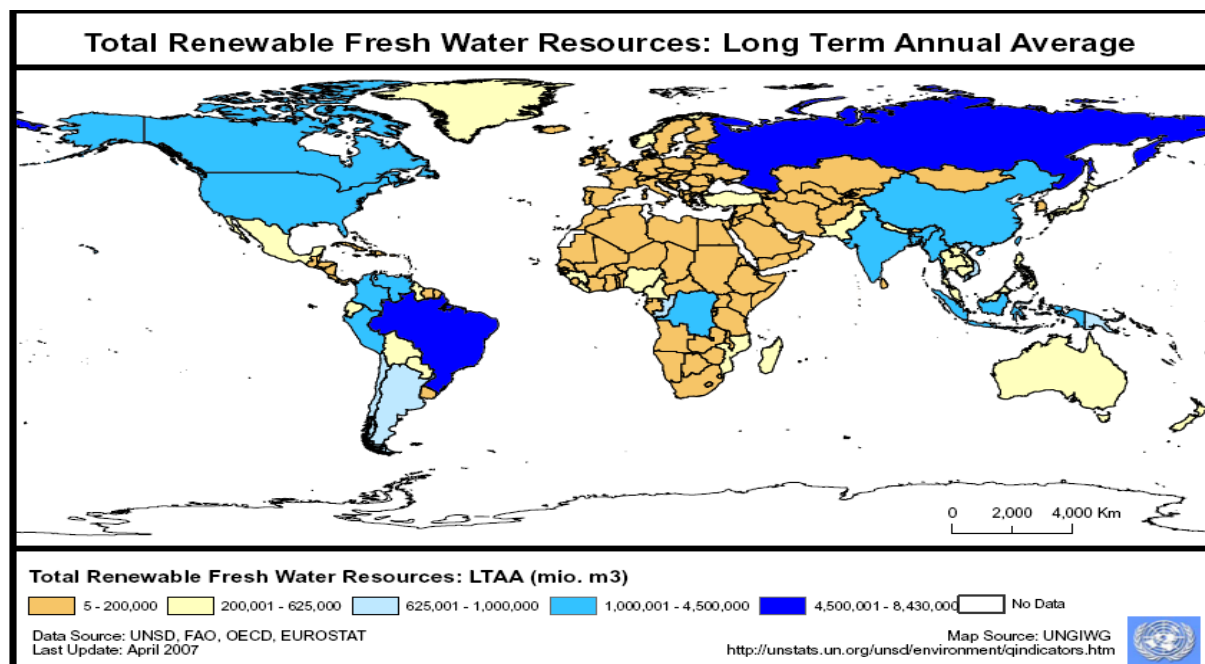 Total Renewable Fresh Water Resources: Long Term Annual Average
0 2,000 4,000 Km
Total Renewable Fresh Water Resources: LTAA (mio. m3)
5 - 200,000 200,001 - 625,000 625,001 - 1,000,000 1,000,001 - 4,500,000 4,500,001 - 8,430,000 No Data
Data Source: UNSD, FAO, OECD, EUROSTAT
Last Update: April 2007
Map Source: UNGIWG
http://unstats.un.org/unsd/environment/qindicators.htm